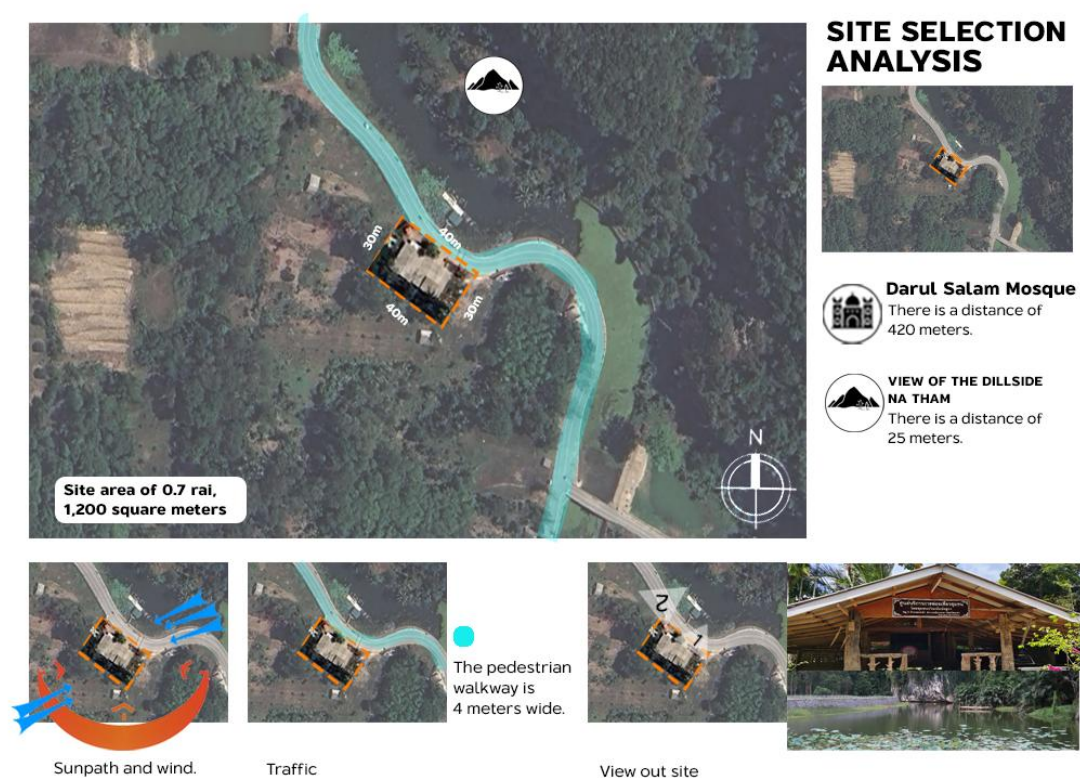 SITE SELECTION
ANALYSIS
30m
40m
40m
30m
N
Site area of 0.7 rai,
1,200 square meters
Darul Salam Mosque
There is a distance of
420 meters.
VIEW OF THE DILLSIDE
NA THAM
There is a distance of
25 meters.
Sunpath and wind.
Traffic
The pedestrian
walkway is
4 meters wide.
2
1
View out site